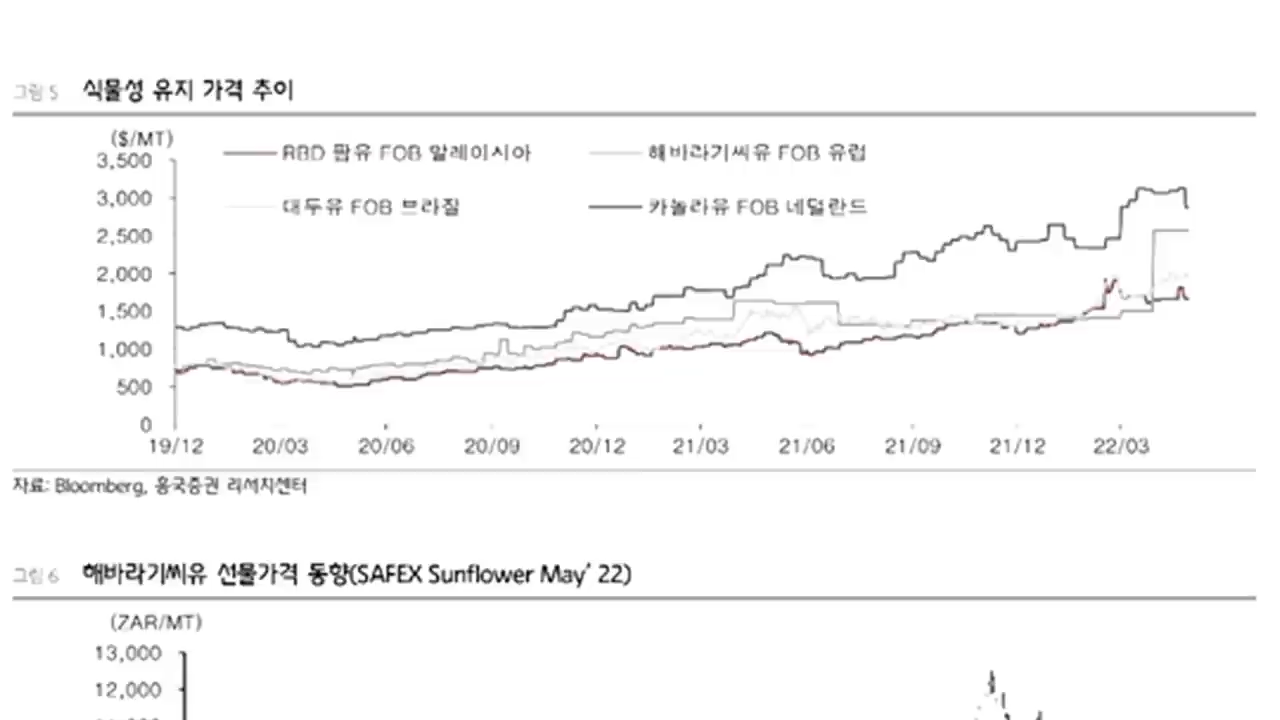 그림 5 식물성 유지 가격 추이
($/MT)
3,500
RBD 팜유 FOB 말레이시아
해바라기씨유 FOB 유럽
3,000
대두유 FOB 브라질
카놀라유 FOB 네덜란드
2,500
2,000
1,500
1,000
500
0
19/12 20/03 20/06 20/09 20/12 21/03 21/06 21/09 21/12 22/03
자료: Bloomberg, 흥국증권 리서치센터
그림 6 해바라기씨유 선물가격 동향(SAFEX Sunflower May' 22)
(ZAR/MT)
13,000
12,000